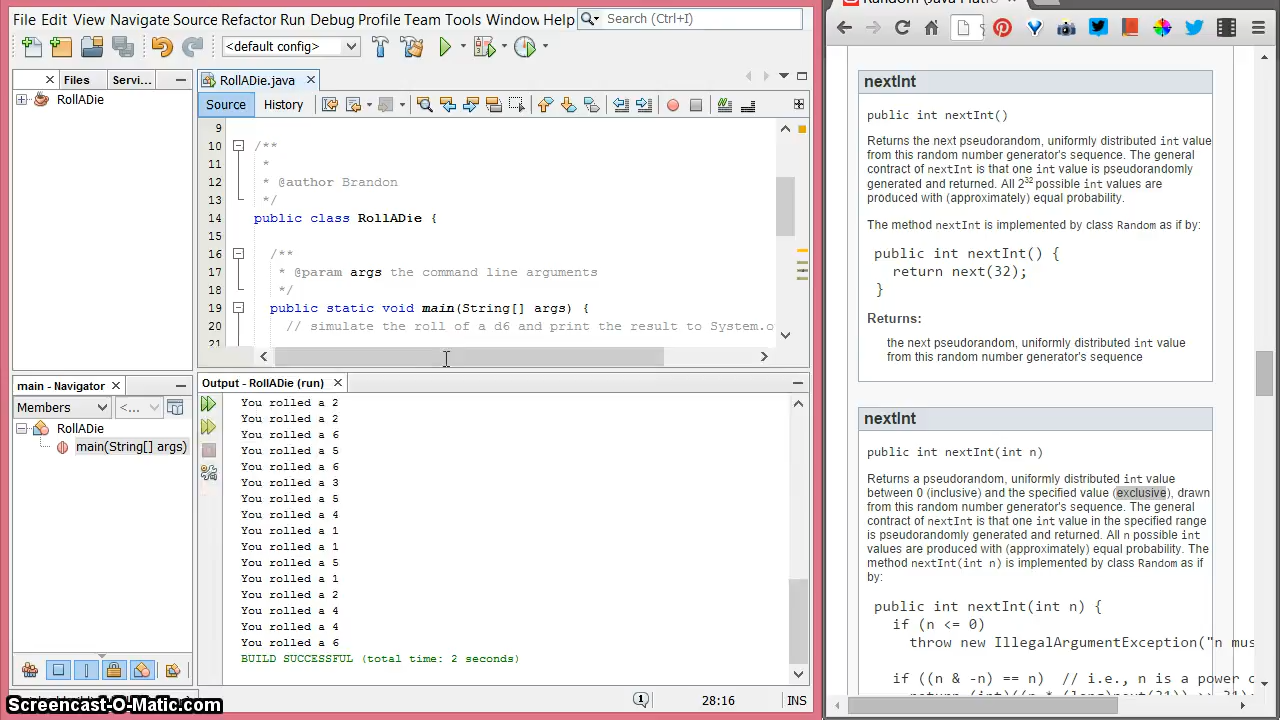 File Edit View Navigate Source Refactor Run Debug Profile Team Tools Window Help
Search (Ctrl+I)
<default config>
Files
Servi...
RollADie
RollADie.java
Source
History
9
10 /**
11 *
12 * @author Brandon
13 */
14 public class RollADie {
15
16 /**
17 * @param args the command line arguments
18 */
19 public static void main(String[] args) {
20 // simulate the roll of a d6 and print the result to System.o
21
main - Navigator
Members
<...
RollADie
main(String[] args)
Output - RollADie (run)
You rolled a 2
You rolled a 2
You rolled a 6
You rolled a 5
You rolled a 6
You rolled a 3
You rolled a 5
You rolled a 4
You rolled a 1
You rolled a 1
You rolled a 5
You rolled a 1
You rolled a 2
You rolled a 4
You rolled a 4
You rolled a 6
BUILD SUCCESSFUL (total time: 2 seconds)
1
28:16
INS
Screencast-O-Matic.com
nextInt
public int nextInt()
Returns the next pseudorandom, uniformly distributed int value
from this random number generator's sequence. The general
contract of nextInt is that one int value is pseudorandomly
generated and returned. All 2³² possible int values are
produced with (approximately) equal probability.
The method nextInt is implemented by class Random as if by:
public int nextInt() {
return next(32);
}
Returns:
the next pseudorandom, uniformly distributed int value
from this random number generator's sequence
nextInt
public int nextInt(int n)
Returns a pseudorandom, uniformly distributed int value
between 0 (inclusive) and the specified value (exclusive), drawn
from this random number generator's sequence. The general
contract of nextInt is that one int value in the specified range
is pseudorandomly generated and returned. All n possible int
values are produced with (approximately) equal probability. The
method nextInt(int n) is implemented by class Random as if
by:
public int nextInt(int n) {
if (n <= 0)
throw new IllegalArgumentException("n mus
if ((n & -n) == n) // i.e., n is a power o